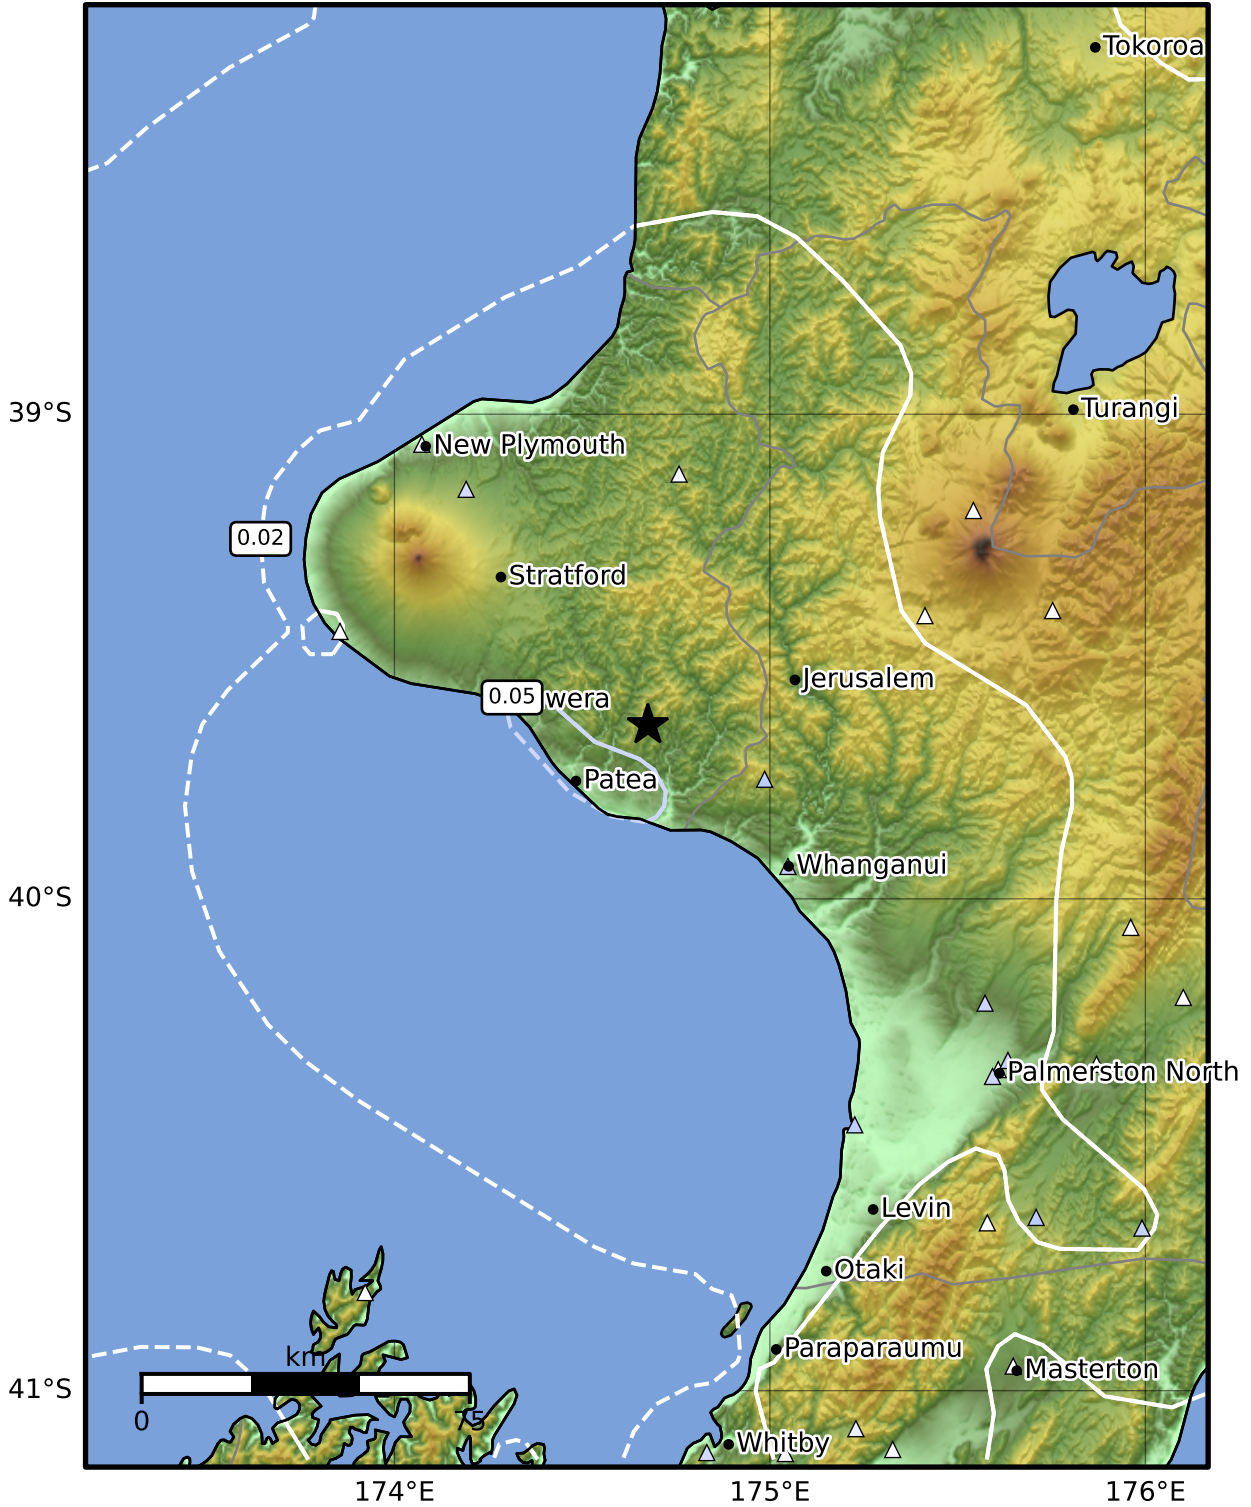 Tokoroa
39°S
Turangi
New Plymouth
0.02
Stratford
Jerusalem
0.05
wera
Patea
Whanganui
40°S
Palmerston North
Levin
Otaki
Paraparaumu
km
Masterton
41°S
0
75
Whitby
174°E
175°E
176°E